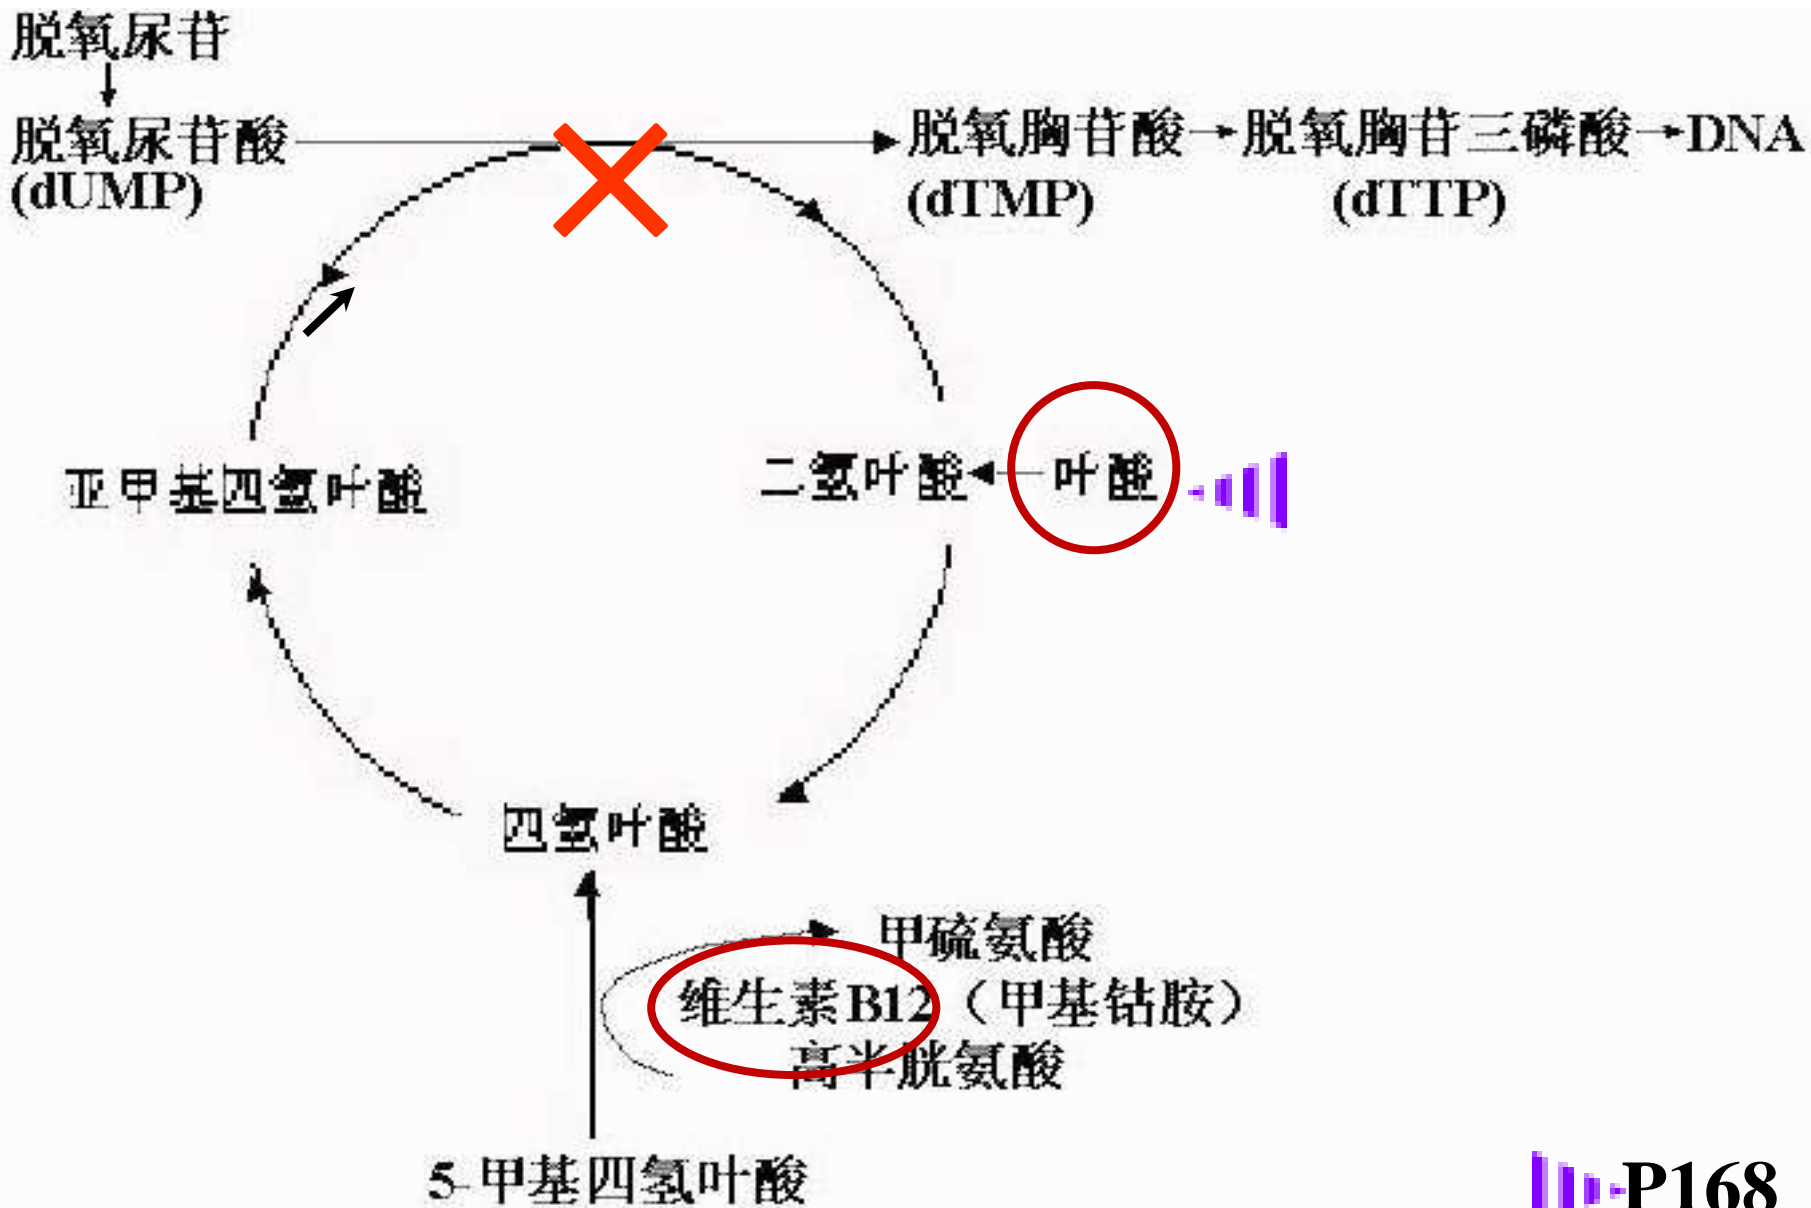 脱氧尿苷
脱氧尿苷酸
(dUMP)
脱氧胸苷酸
(dTMP)
脱氧胸苷三磷酸
(dTTP)
DNA
亚甲基四氢叶酸
二氢叶酸
叶酸
四氢叶酸
甲硫氨酸
维生素B12（甲基钴胺）
高半胱氨酸
5-甲基四氢叶酸
P168